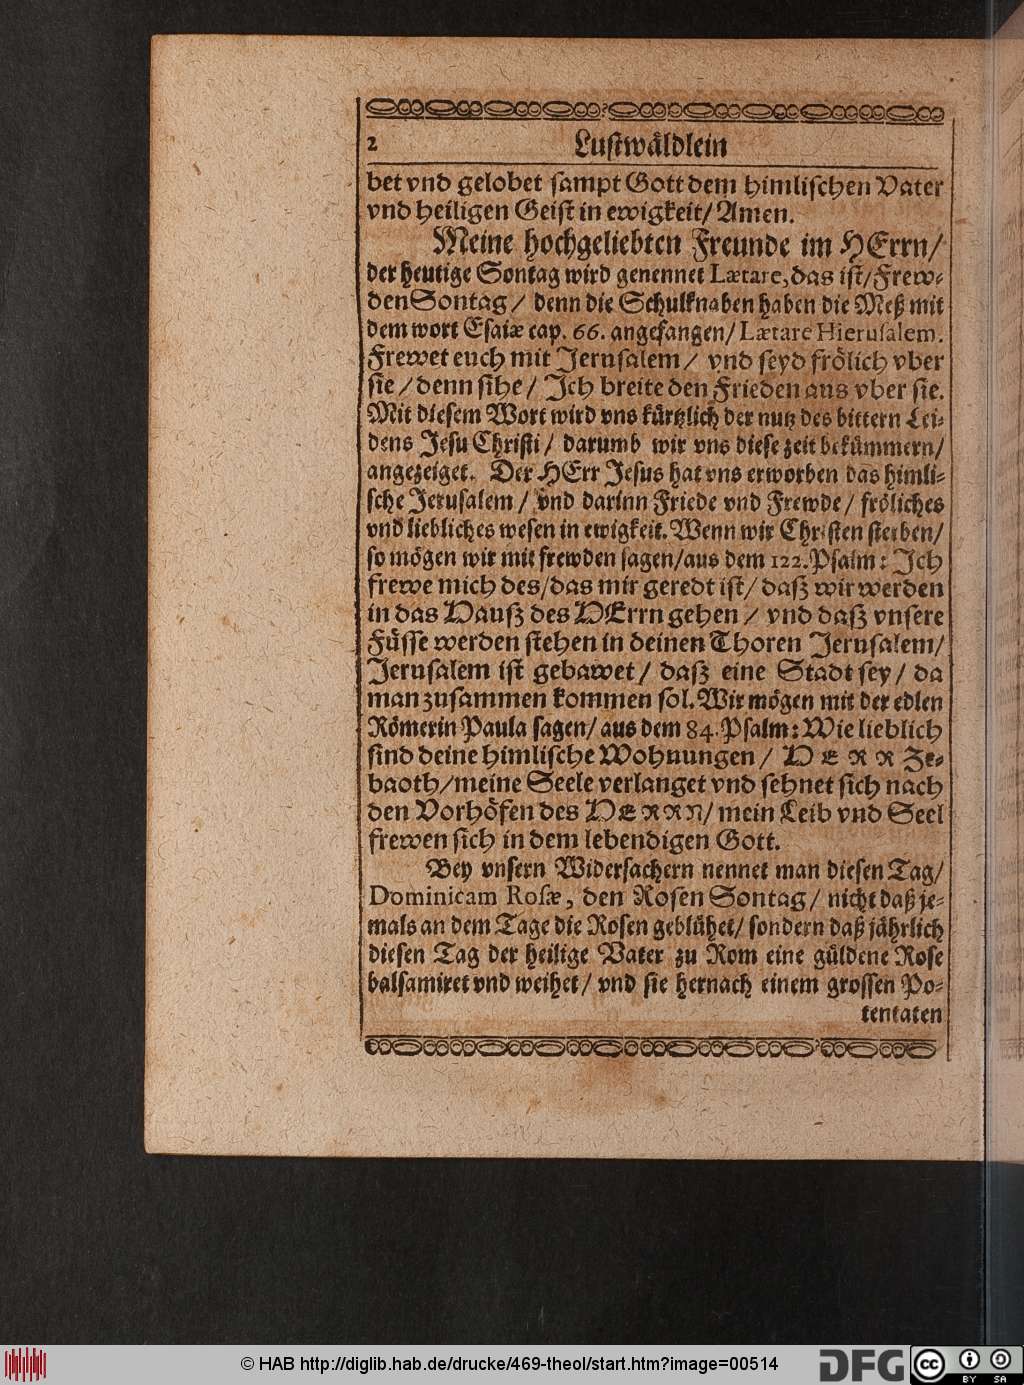 2 Lustwäldlein
bet vnd gelobet sampt Gott dem himlischen Vater
vnd heiligen Geist in ewigkeit/ Amen.
Meine hochgeliebten Freunde im HErrn/
der heutige Sontag wird genennet Lætare, das ist/ Frew-
den Sontag/ denn die Schulknaben haben die Meß mit
dem wort Esaiæ cap. 66. angefangen/ Lætare Hierusalem.
Frewet euch mit Jerusalem/ vnd seyd frölich vber
sie/ denn sihe/ Ich breite den Frieden aus vber sie.
Mit diesem Wort wird vns kürtzlich der nutz des bittern Lei-
dens Jesu Christi/ darumb wir vns diese zeit bekümmern/
angezeiget. Der HErr Jesus hat vns erworben das himli-
sche Jerusalem/ vnd darinn Friede vnd Frewde/ fröliches
vnd liebliches wesen in ewigkeit. Wenn wir Christen sterben/
so mögen wir mit frewden sagen/ aus dem 122. Psalm: Ich
frewe mich des/ das mir geredt ist/ daß wir werden
in das Hauß des HErrn gehen/ vnd daß vnsere
Füsse werden stehen in deinen Thoren Jerusalem/
Jerusalem ist gebawet/ daß eine Stadt sey/ da
man zusammen kommen sol. Wir mögen mit der edlen
Römerin Paula sagen/ aus dem 84. Psalm: Wie lieblich
sind deine himlische Wohnungen/ HERR Ze-
baoth/ meine Seele verlanget vnd sehnet sich nach
den Vorhöfen des HERRN/ mein Leib vnd Seel
frewen sich in dem lebendigen Gott.
Bey vnsern Widersachern nennet man diesen Tag/
Dominicam Rosæ, den Rosen Sontag/ nicht daß je-
mals an dem Tage die Rosen geblühet/ sondern daß jährlich
diesen Tag der heilige Vater zu Rom eine güldene Rose
balsamiret vnd weihet/ vnd sie hernach einem grossen Po-
tentaten
© HAB http://diglib.hab.de/drucke/469-theol/start.htm?image=00514
DFG
cc BY SA